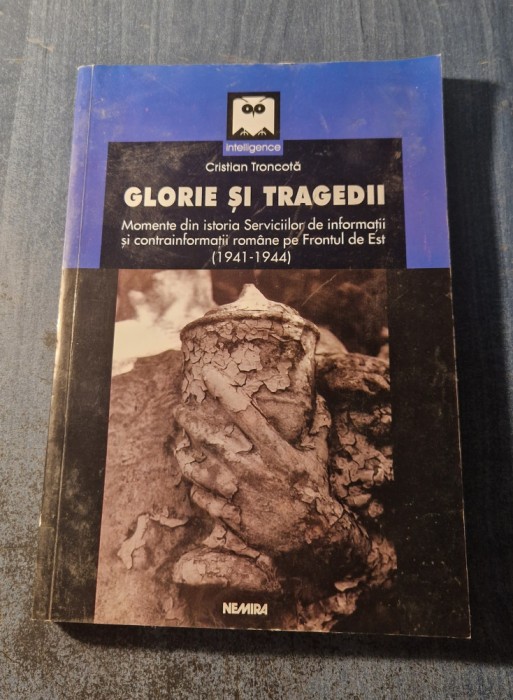 intelligence
Cristian Troncotă
GLORIE ȘI TRAGEDII
Momente din istoria Serviciilor de informații
și contrainformații române pe Frontul de Est
(1941-1944)
NEMIRA